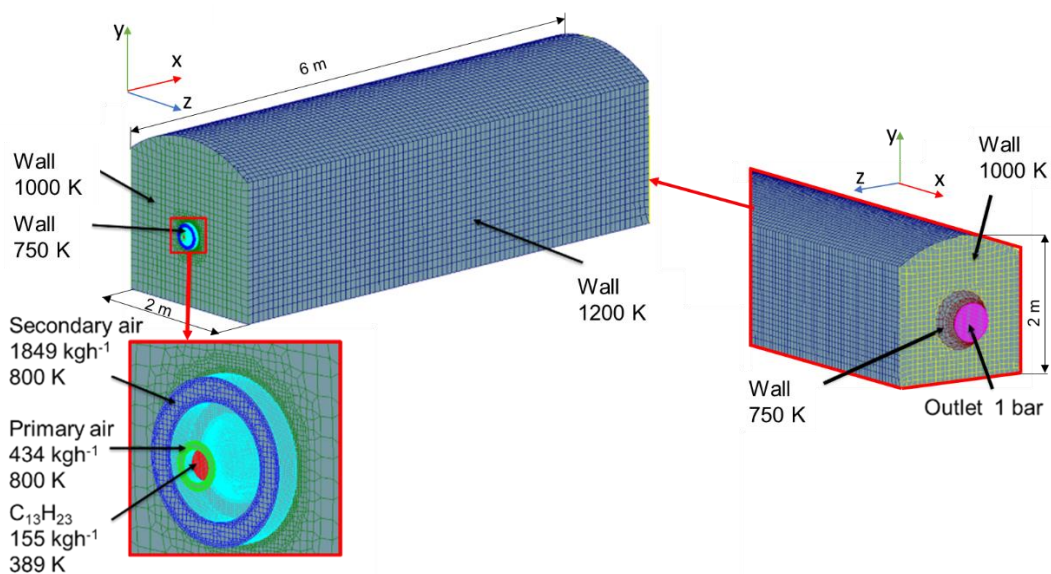 y
x
z
6 m
Wall
1000 K
Wall
750 K
2 m
Wall
1200 K
Secondary air
1849 kgh⁻¹
800 K
Primary air
434 kgh⁻¹
800 K
C₁₃H₂₃
155 kgh⁻¹
389 K
y
z
x
Wall
1000 K
2 m
Wall
750 K
Outlet 1 bar